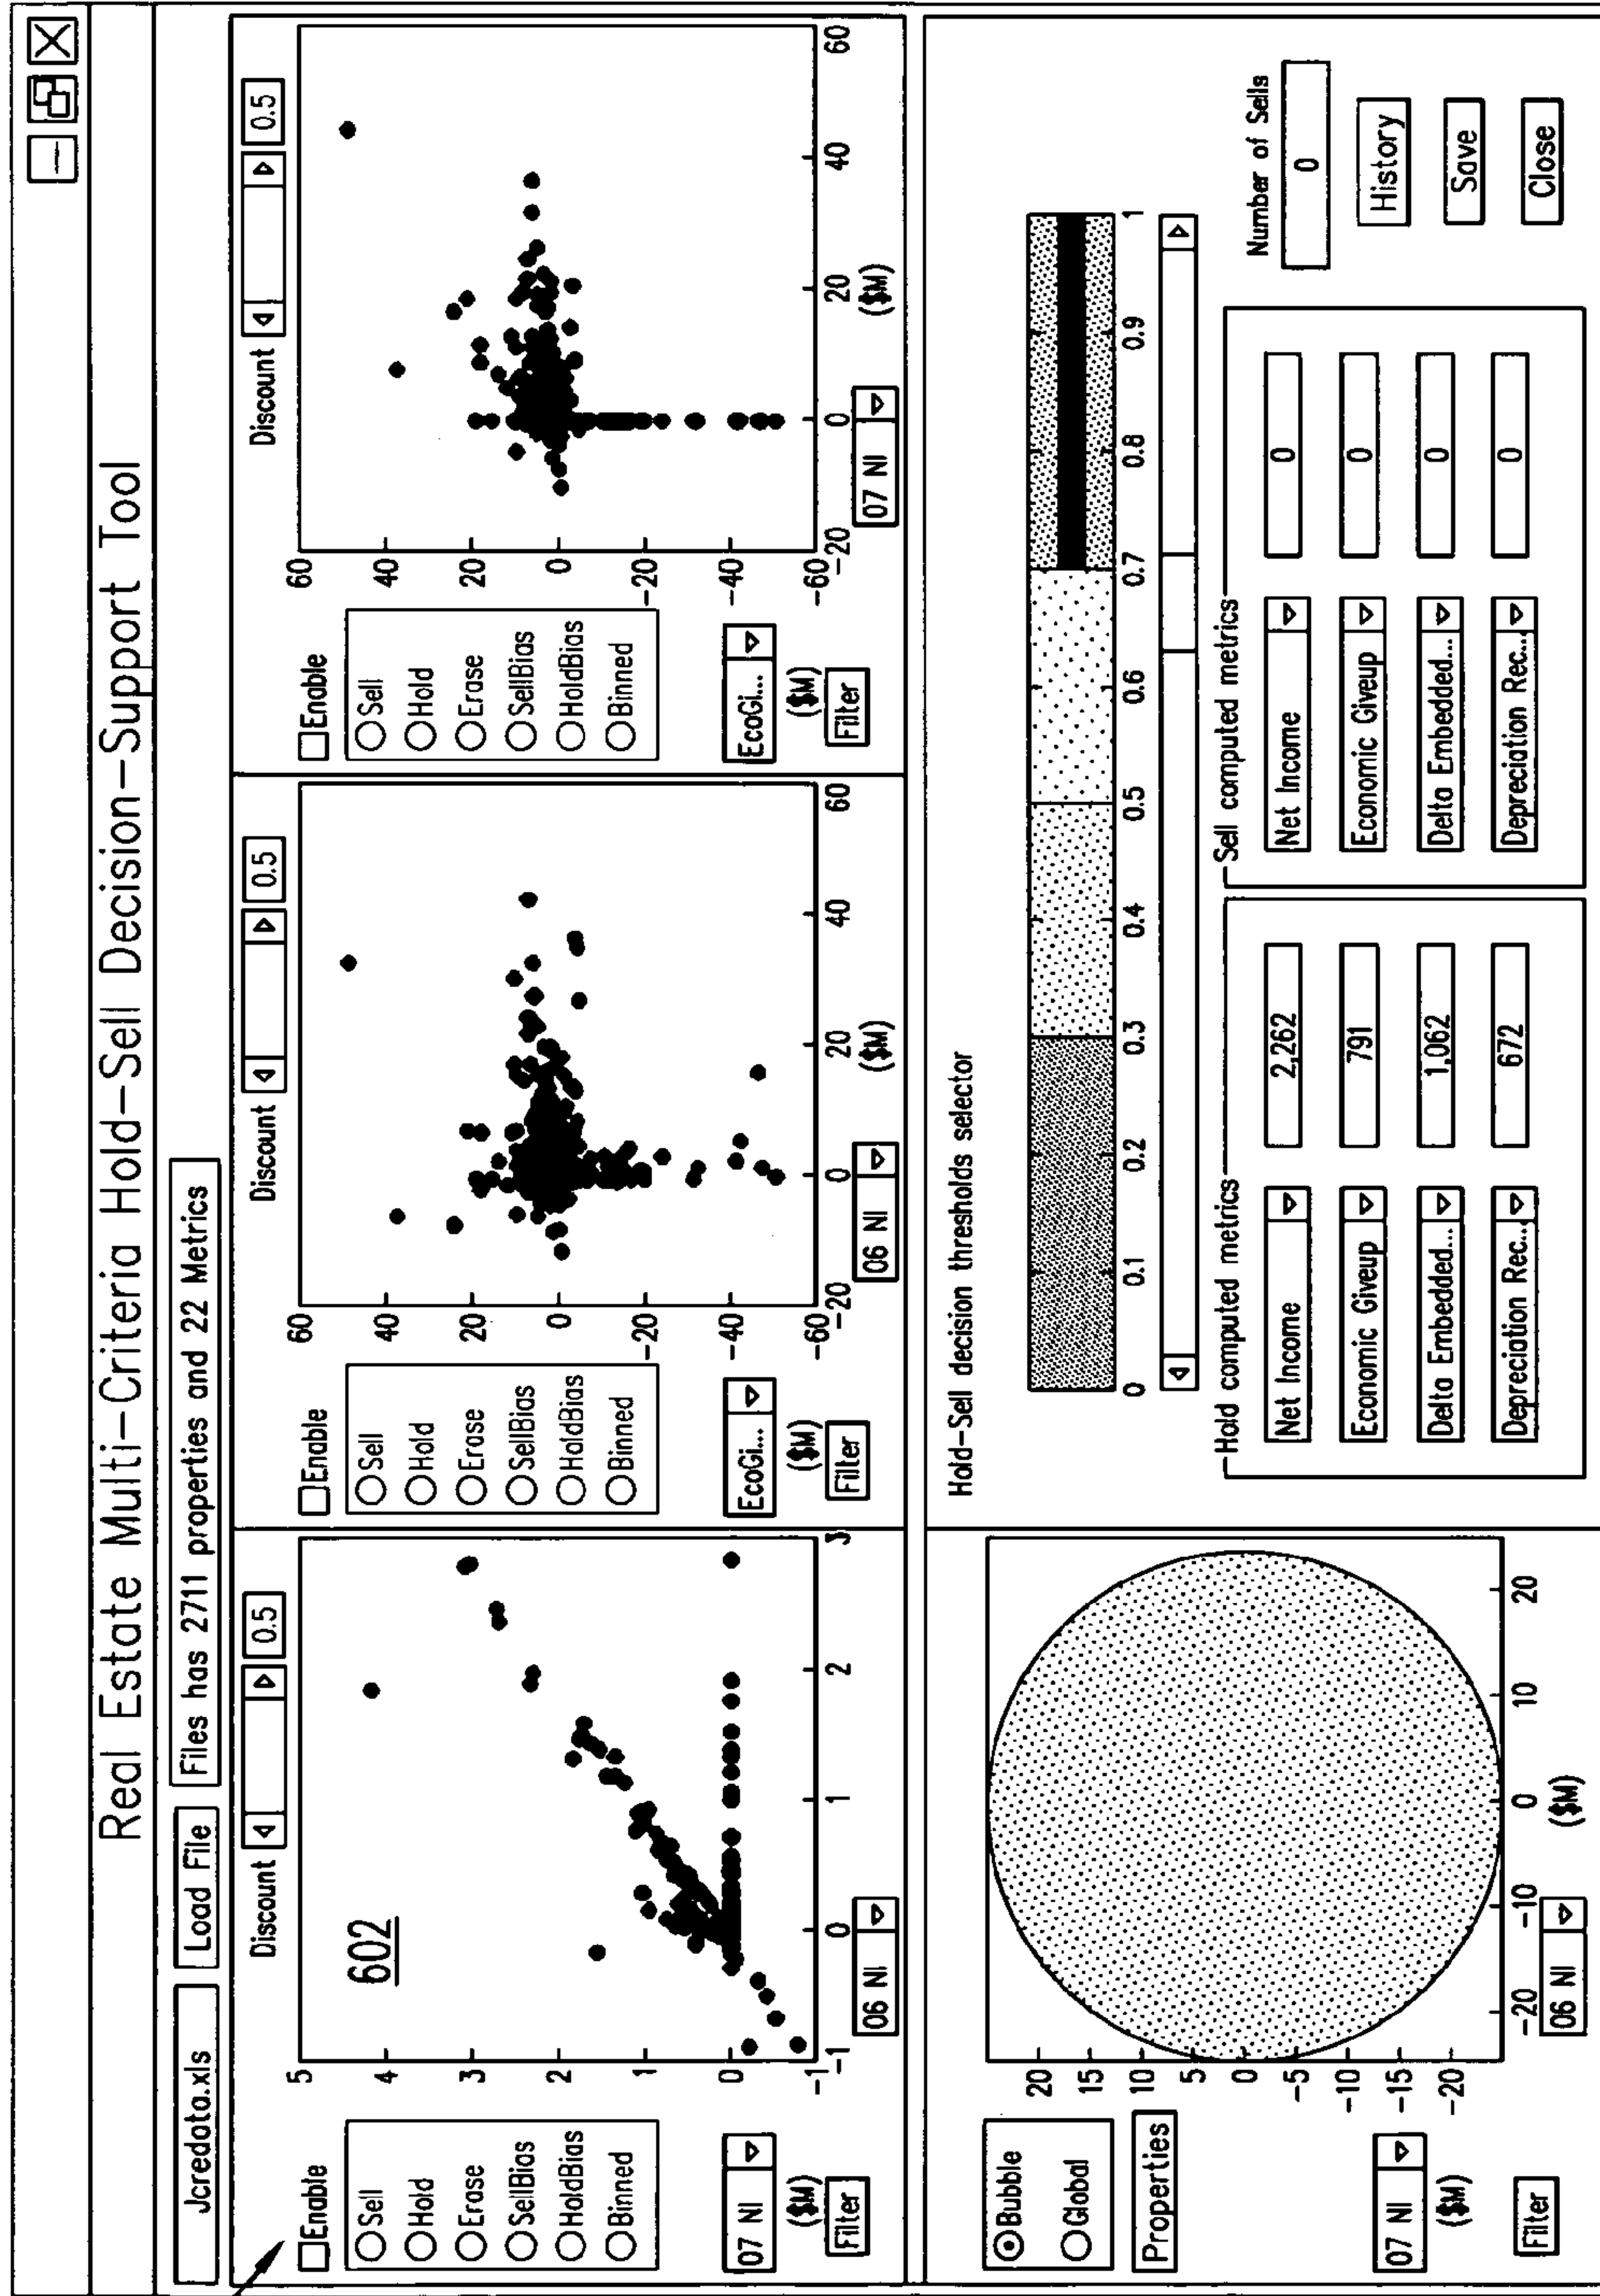 Real Estate Multi-Criteria Hold-Sell Decision-Support Tool
Jcredata.xls Load File Files has 2711 properties and 22 Metrics
Discount 0.5
Enable
Sell
Hold
Erase
SellBias
HoldBias
Binned
07 NI
($M)
Filter
602
5
4
3
2
1
0
-1
-1 0 1 2 3
06 NI ($M)
Discount 0.5
Enable
Sell
Hold
Erase
SellBias
HoldBias
Binned
EcoGi...
($M)
Filter
60
40
20
0
-20
-40
-60
-20 0 20 40 60
06 NI ($M)
Discount 0.5
Enable
Sell
Hold
Erase
SellBias
HoldBias
Binned
EcoGi...
($M)
Filter
60
40
20
0
-20
-40
-60
-20 0 20 40 60
07 NI ($M)
Bubble
Global
Properties
07 NI
($M)
Filter
20
15
10
5
0
-5
-10
-15
-20
-20 -10 0 10 20
06 NI ($M)
Hold-Sell decisition thresholds selector
0 0.1 0.2 0.3 0.4 0.5 0.6 0.7 0.8 0.9 1
Hold computed metrics
Net Income 2,262
Economic Giveup 791
Delta Embedded... 1,062
Depreciation Rec... 672
Sell computed metrics
Net Income 0
Economic Giveup 0
Delta Embedded... 0
Depreciation Rec... 0
Number of Sells
0
History
Save
Close